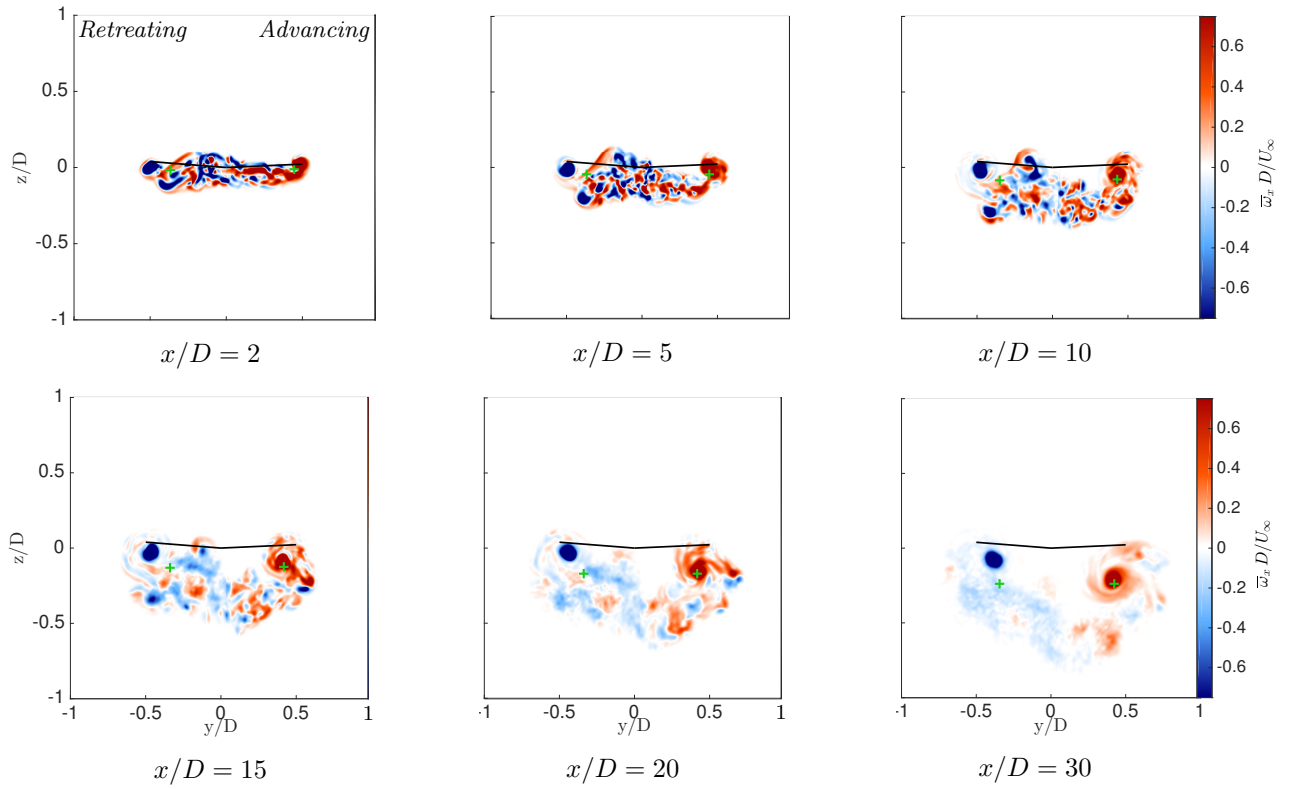 1
Retreating Advancing
0.5
z/D
0
-0.5
-1
x/D = 2
x/D = 5
x/D = 10
0.6
0.4
0.2
0
-0.2
-0.4
-0.6
ω̅ₓ D/U∞
1
0.5
z/D
0
-0.5
-1
-1 -0.5 0 0.5 1
y/D
x/D = 15
-1 -0.5 0 0.5 1
y/D
x/D = 20
-1 -0.5 0 0.5 1
y/D
x/D = 30
0.6
0.4
0.2
0
-0.2
-0.4
-0.6
ω̅ₓ D/U∞